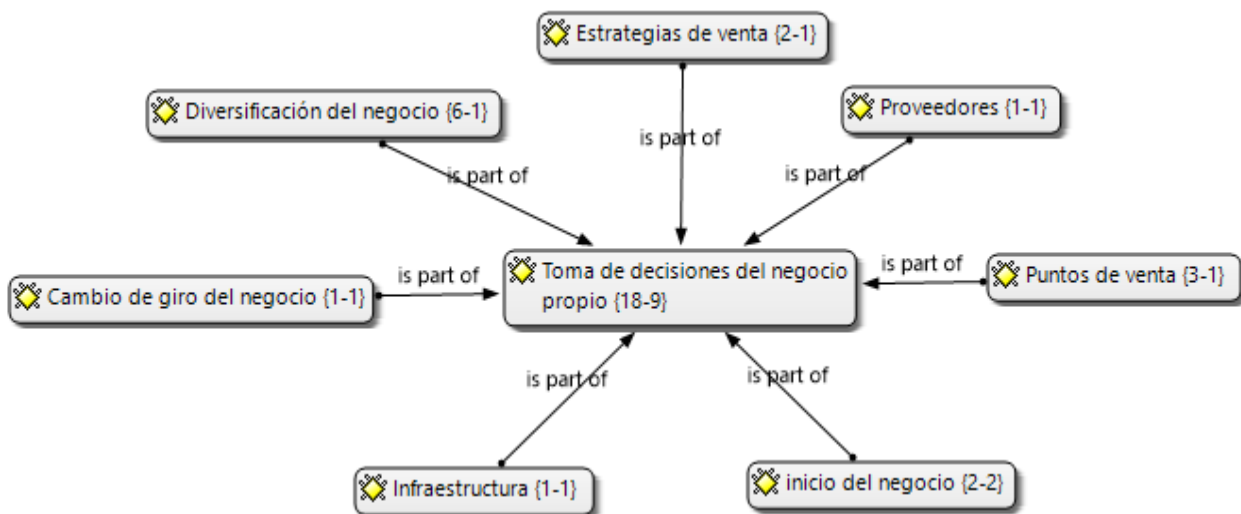 Estrategias de venta {2-1}
Diversificación del negocio {6-1}
Proveedores {1-1}
is part of
is part of
is part of
Cambio de giro del negocio {1-1}
is part of
Toma de decisiones del negocio
propio {18-9}
is part of
Puntos de venta {3-1}
is part of
is part of
Infraestructura {1-1}
inicio del negocio {2-2}